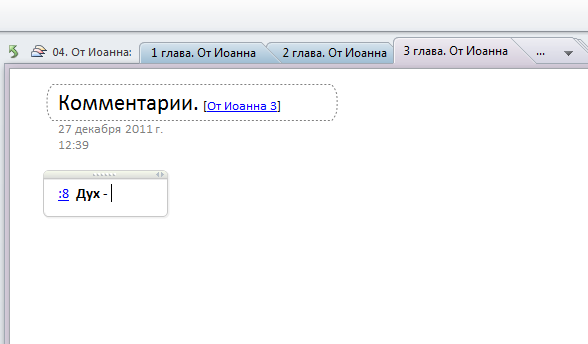 04. От Иоанна: 1 глава. От Иоанна 2 глава. От Иоанна 3 глава. От Иоанна ...
Комментарии. [От Иоанна 3]
27 декабря 2011 г.
12:39
:8 Дух -